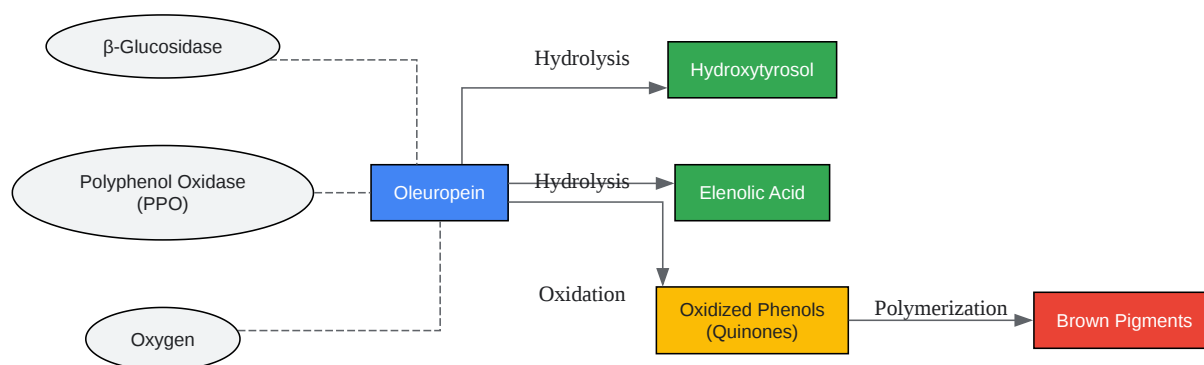 β-Glucosidase
Hydrolysis
Hydroxytyrosol
Polyphenol Oxidase
(PPO)
Oleuropein
Hydrolysis
Elenolic Acid
Oxidation
Oxidized Phenols
(Quinones)
Polymerization
Brown Pigments
Oxygen